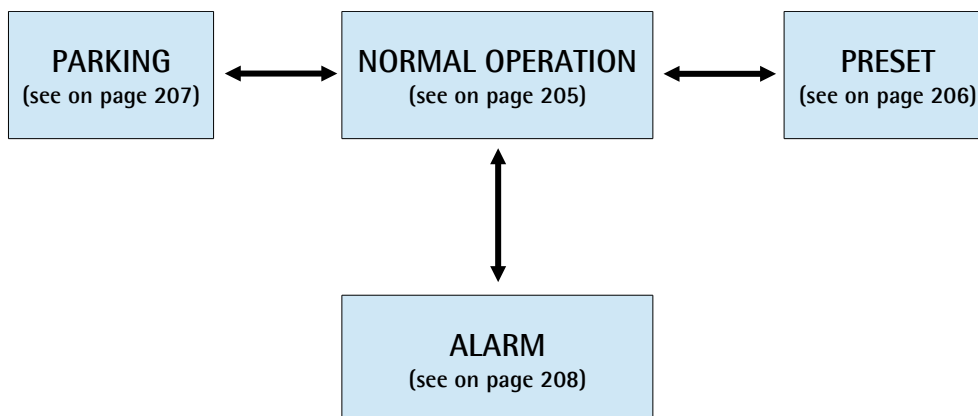 PARKING
(see on page 207)
NORMAL OPERATION
(see on page 205)
PRESET
(see on page 206)
ALARM
(see on page 208)